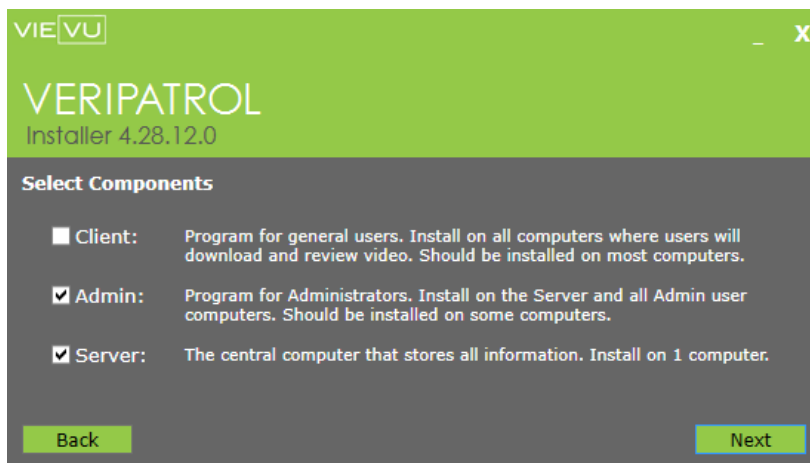 VIEVU
_ X
VERIPATROL
Installer 4.28.12.0
Select Components
Client: Program for general users. Install on all computers where users will
download and review video. Should be installed on most computers.
Admin: Program for Administrators. Install on the Server and all Admin user
computers. Should be installed on some computers.
Server: The central computer that stores all information. Install on 1 computer.
Back Next